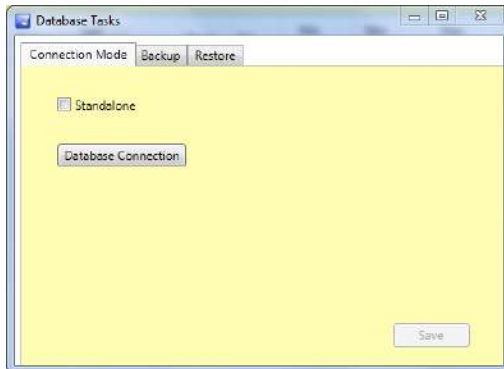 Database Tasks
Connection Mode Backup Restore
Standalone
Database Connection
Save